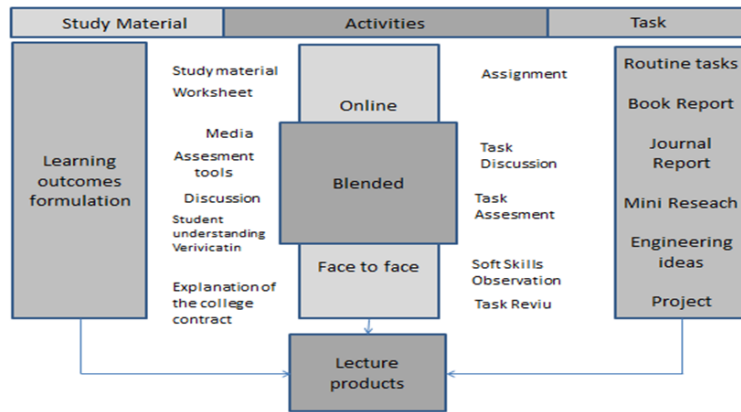 Study Material
Activities
Task
Learning
outcomes
formulation
Study material
Worksheet
Media
Assesment
tools
Discussion
Student
understanding
Verivicatin
Explanation of
the college
contract
Online
Blended
Face to face
Assignment
Task
Discussion
Task
Assesment
Soft Skills
Observation
Task Reviu
Routine tasks
Book Report
Journal
Report
Mini Reseach
Engineering
ideas
Project
Lecture
products